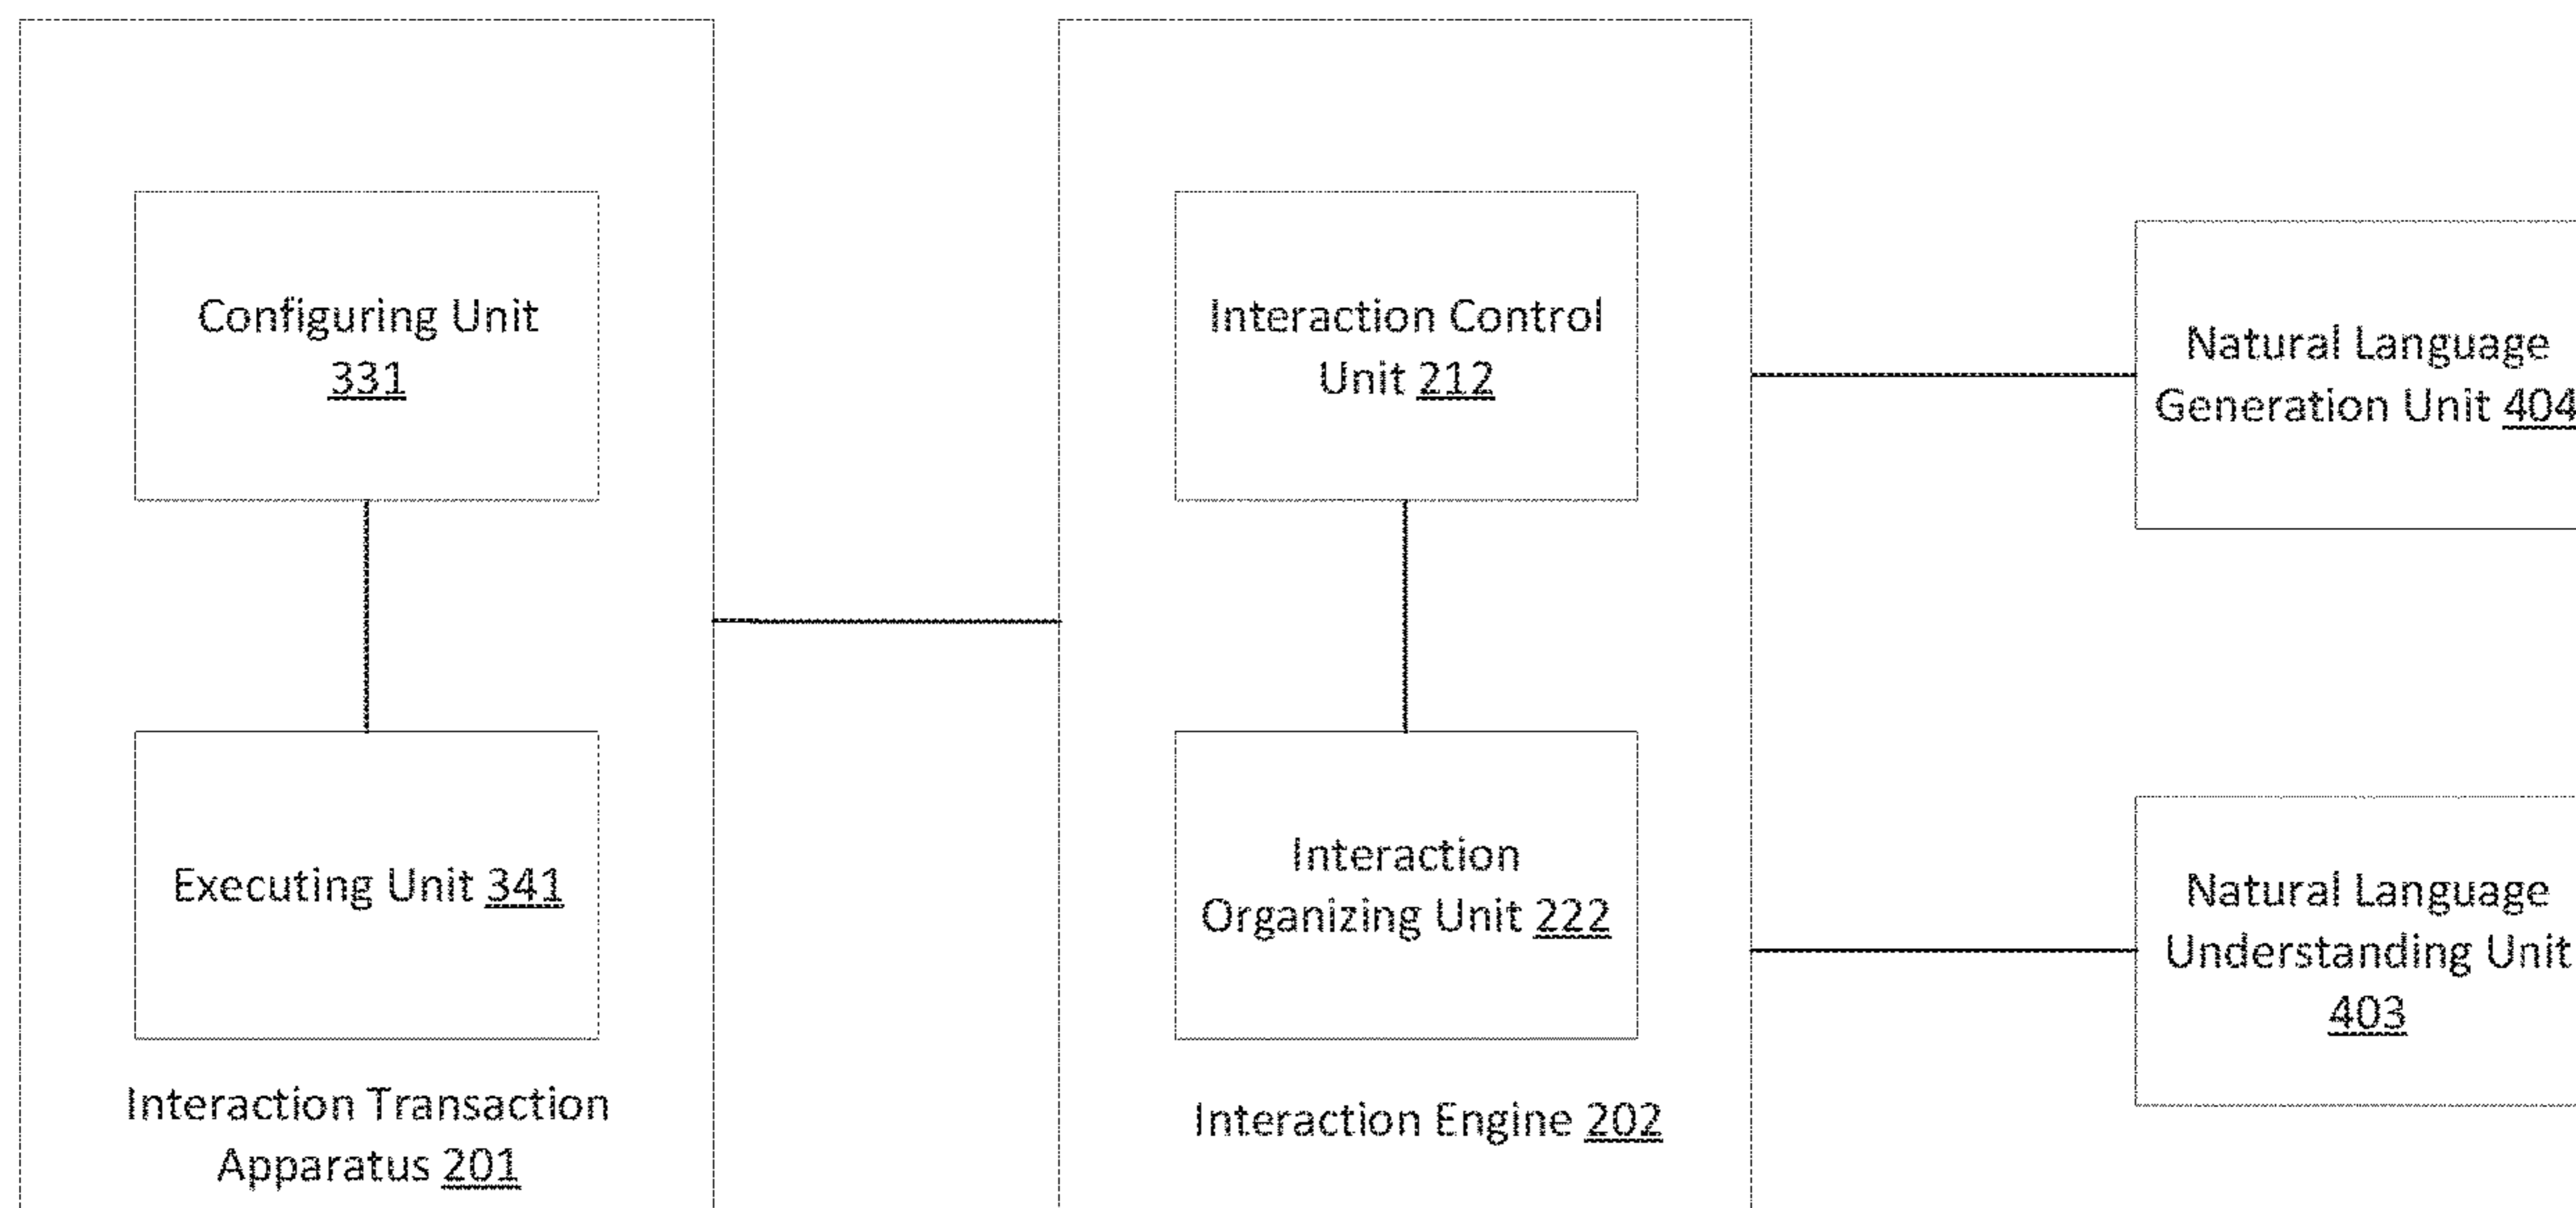 Configuring Unit
331
Executing Unit 341
Interaction Transaction
Apparatus 201
Interaction Control
Unit 212
Interaction
Organizing Unit 222
Interaction Engine 202
Natural Language
Generation Unit 404
Natural Language
Understanding Unit
403